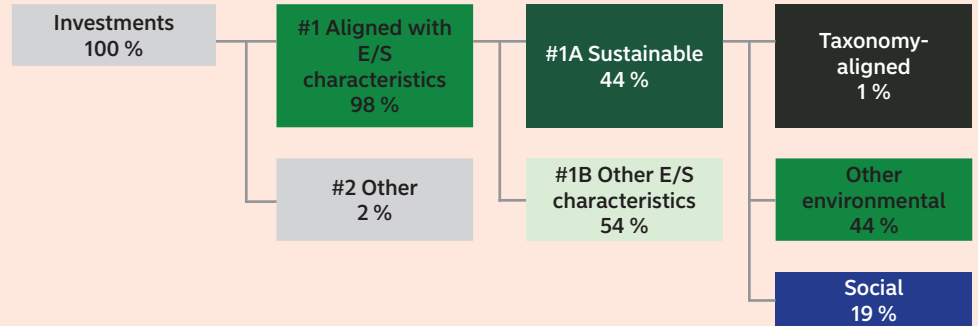 Investments
100 %
#1 Aligned with
E/S
characteristics
98 %
#2 Other
2 %
#1A Sustainable
44 %
#1B Other E/S
characteristics
54 %
Taxonomy-
aligned
1 %
Other
environmental
44 %
Social
19 %